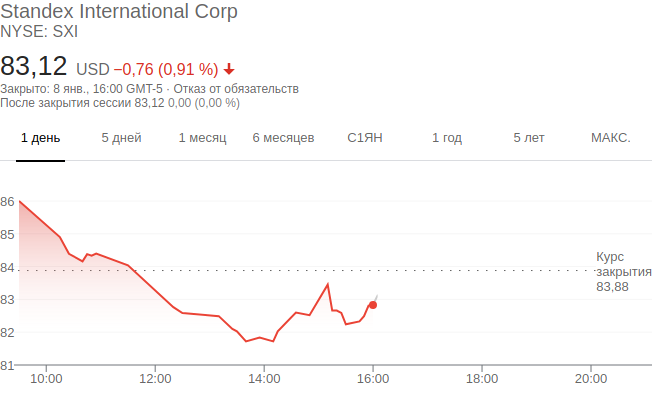 Standex International Corp
NYSE: SXI
83,12 USD −0,76 (0,91 %)
Закрыто: 8 янв., 16:00 GMT-5 · Отказ от обязательств
После закрытия сессии 83,12 0,00 (0,00 %)
1 день 5 дней 1 месяц 6 месяцев С1ЯН 1 год 5 лет МАКС.
86
85
84
83
82
81
Курс
закрытия
83,88
10:00 12:00 14:00 16:00 18:00 20:00